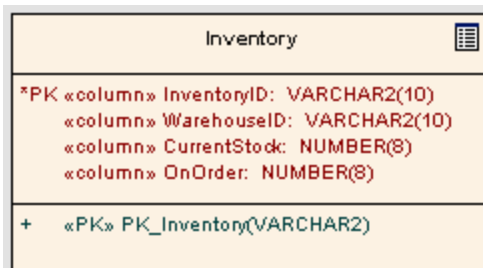 Inventory
*PK «column» InventoryID: VARCHAR2(10)
«column» WarehouseID: VARCHAR2(10)
«column» CurrentStock: NUMBER(8)
«column» OnOrder: NUMBER(8)
+ «PK» PK_Inventory(VARCHAR2)